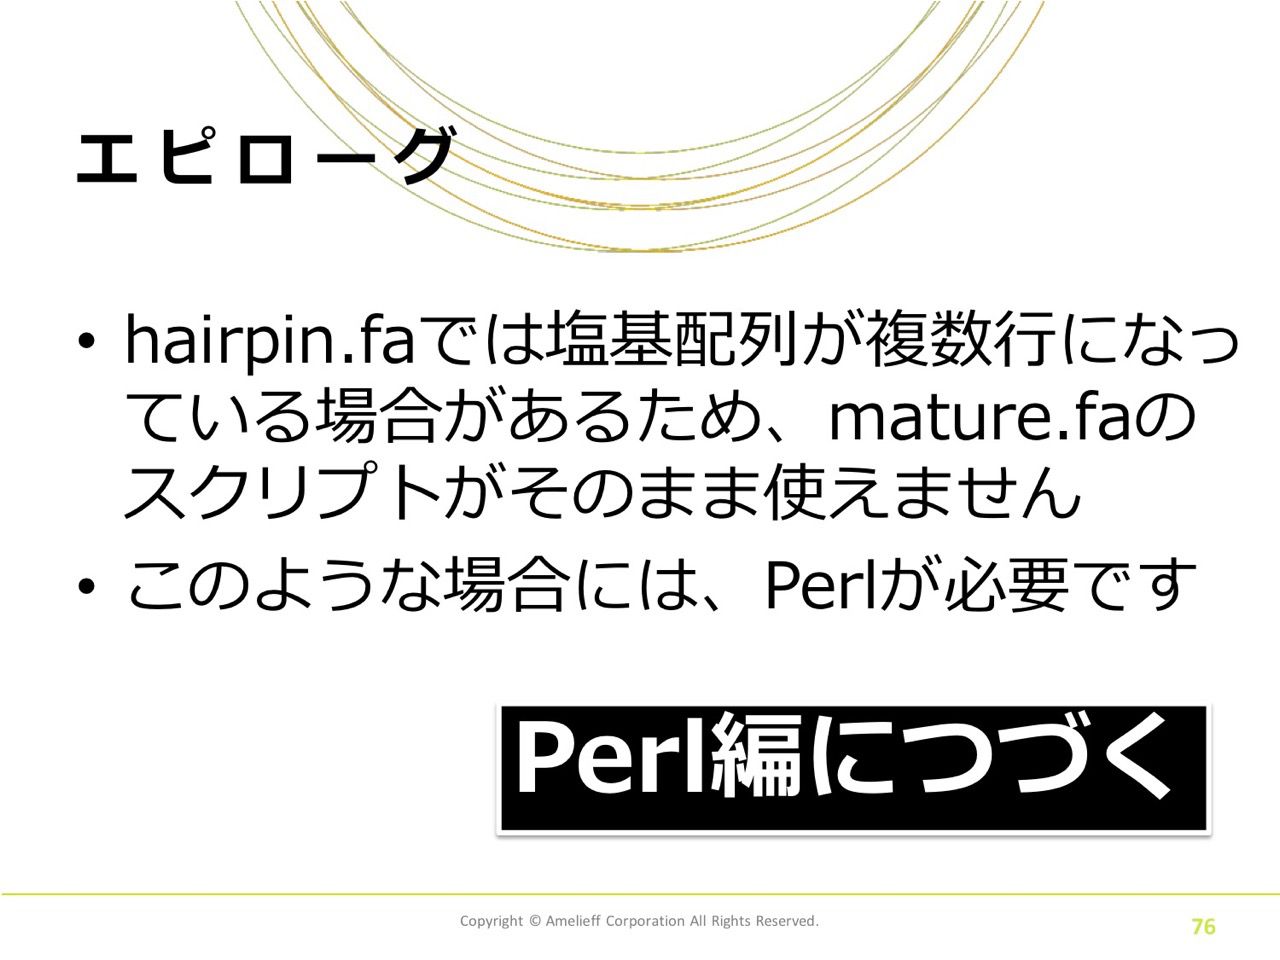 エピローグ
• hairpin.faでは塩基配列が複数行になっ
ている場合があるため、mature.faの
スクリプトがそのまま使えません
• このような場合には、Perlが必要です
Perl編につづく
Copyright © Amelieff Corporation All Rights Reserved.
76